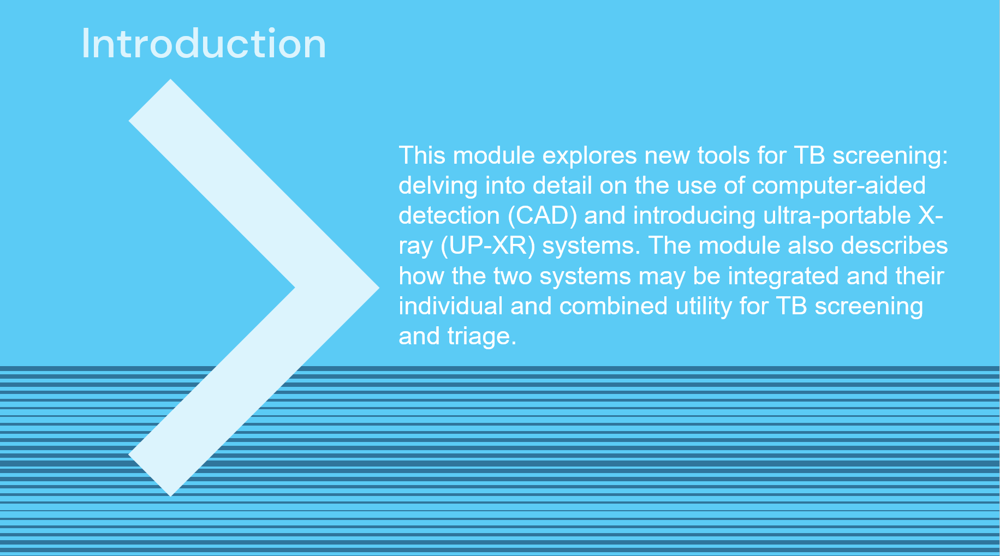 Introduction
This module explores new tools for TB screening:
delving into detail on the use of computer-aided
detection (CAD) and introducing ultra-portable X-
ray (UP-XR) systems. The module also describes
how the two systems may be integrated and their
individual and combined utility for TB screening
and triage.